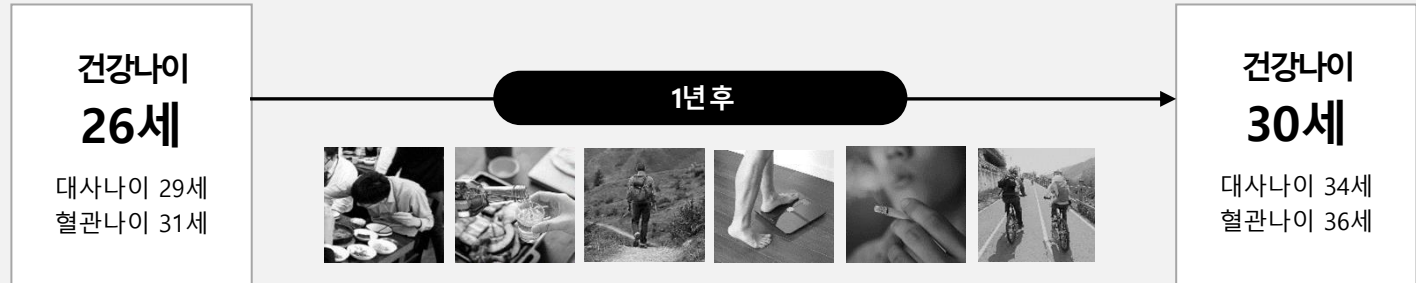 건강나이
26세
대사나이 29세
혈관나이 31세
1년 후
건강나이
30세
대사나이 34세
혈관나이 36세